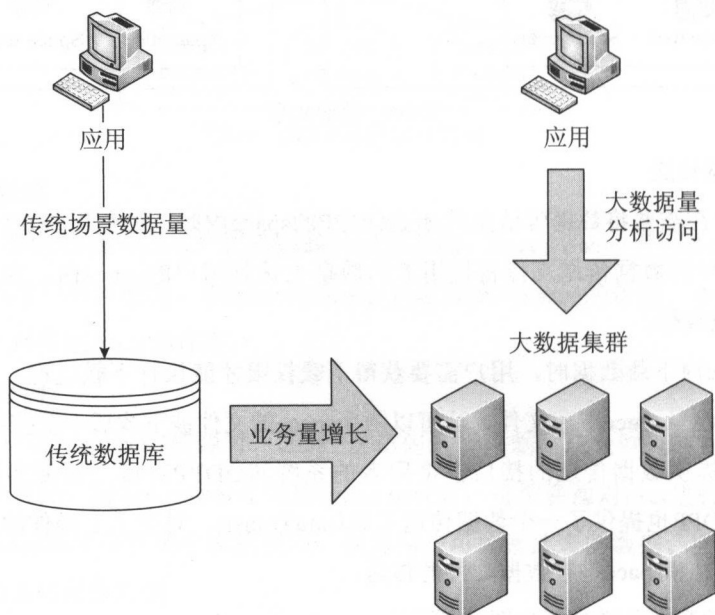 应用
应用
传统场景数据量
大数据量
分析访问
大数据集群
传统数据库
业务量增长